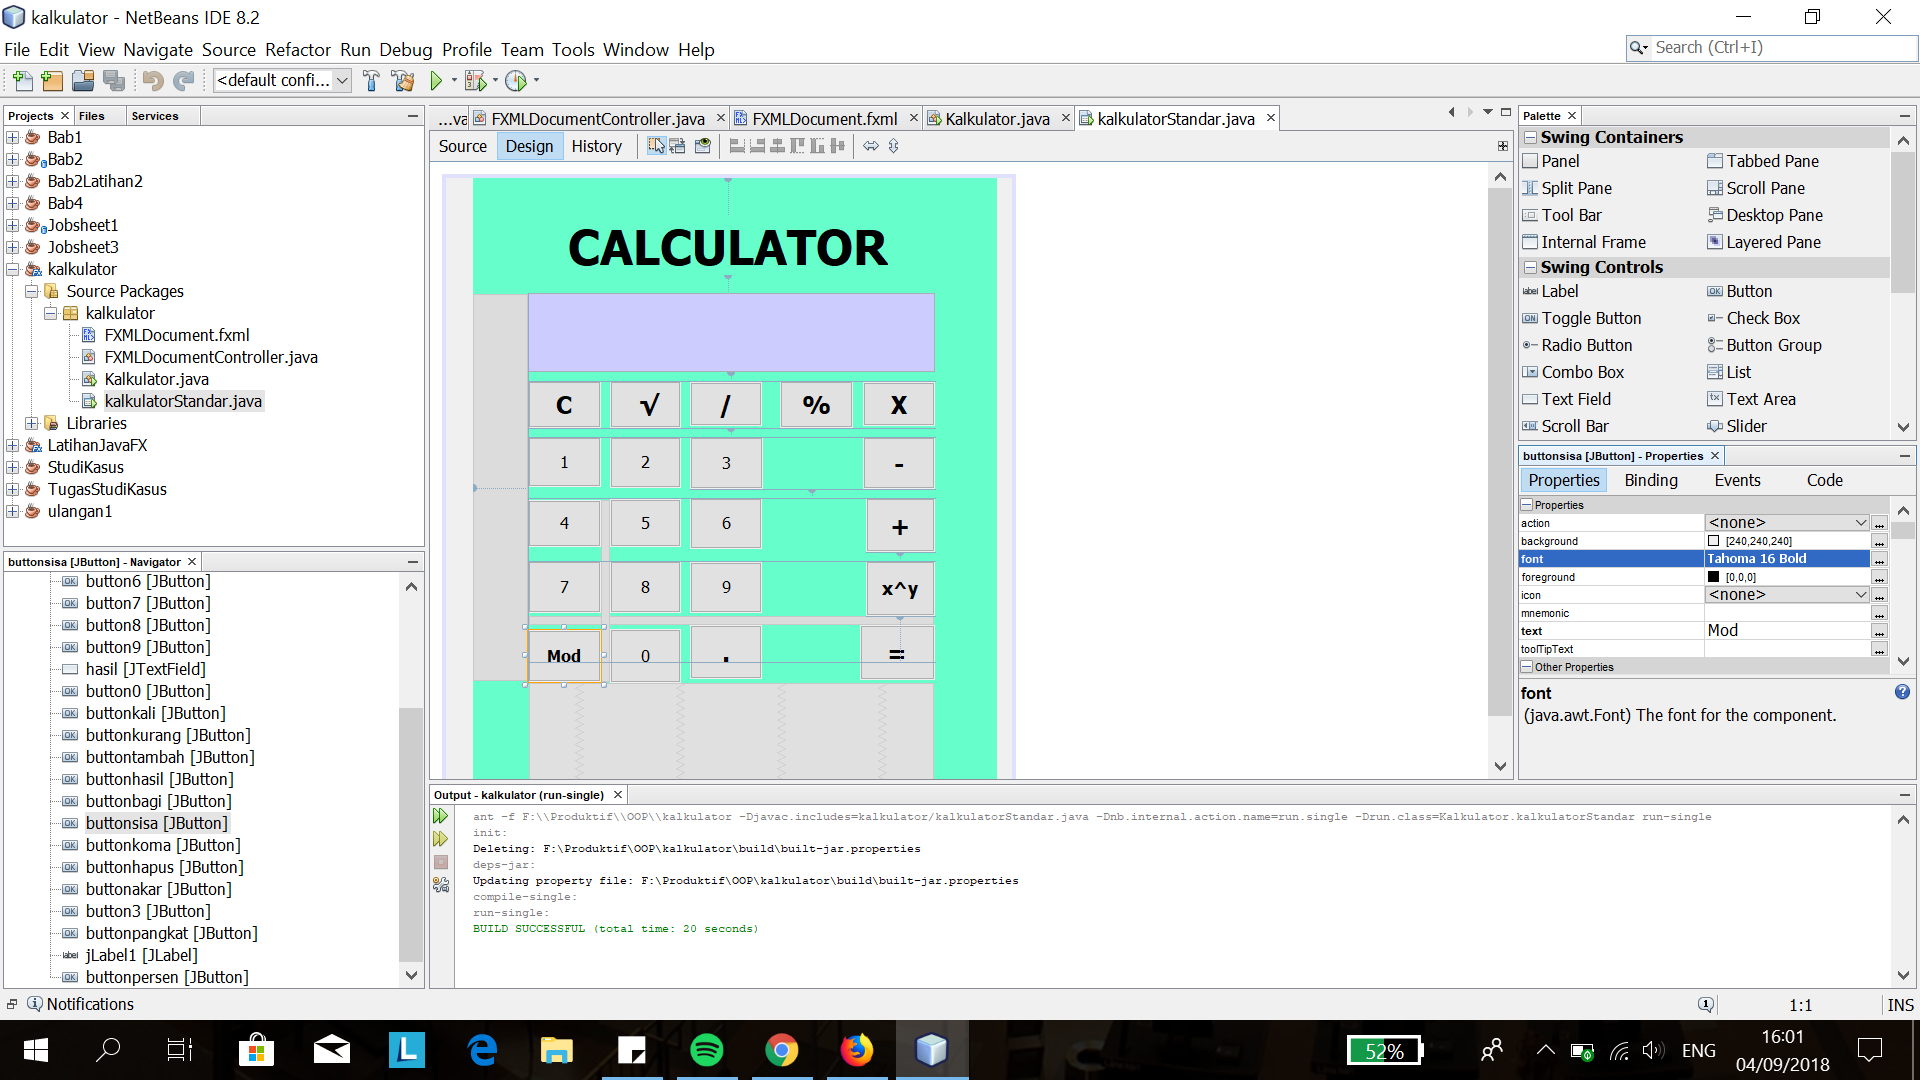 kalkulator - NetBeans IDE 8.2
File Edit View Navigate Source Refactor Run Debug Profile Team Tools Window Help
Search (Ctrl+I)
<default confi...
Projects Files Services
Bab1
Bab2
Bab2Latihan2
Bab4
Jobsheet1
Jobsheet3
kalkulator
Source Packages
kalkulator
FXMLDocument.fxml
FXMLDocumentController.java
Kalkulator.java
kalkulatorStandar.java
Libraries
LatihanJavaFX
StudiKasus
TugasStudiKasus
ulangan1
buttonsisa [JButton] - Navigator
button6 [JButton]
button7 [JButton]
button8 [JButton]
button9 [JButton]
hasil [JTextField]
button0 [JButton]
buttonkali [JButton]
buttonkurang [JButton]
buttontambah [JButton]
buttonhasil [JButton]
buttonbagi [JButton]
buttonsisa [JButton]
buttonkoma [JButton]
buttonhapus [JButton]
buttonakar [JButton]
button3 [JButton]
buttonpangkat [JButton]
jLabel1 [JLabel]
buttonpersen [JButton]
...va FXMLDocumentController.java FXMLDocument.fxml Kalkulator.java kalkulatorStandar.java
Source Design History
CALCULATOR
C √ / % X
1 2 3 -
4 5 6 +
7 8 9 x^y
Mod 0 . =
Palette
Swing Containers
Panel Tabbed Pane
Split Pane Scroll Pane
Tool Bar Desktop Pane
Internal Frame Layered Pane
Swing Controls
Label Button
Toggle Button Check Box
Radio Button Button Group
Combo Box List
Text Field Text Area
Scroll Bar Slider
buttonsisa [JButton] - Properties
Properties Binding Events Code
Properties
action <none>
background [240,240,240]
font Tahoma 16 Bold
foreground [0,0,0]
icon <none>
mnemonic
text Mod
toolTipText
Other Properties
font
(java.awt.Font) The font for the component.
Output - kalkulator (run-single)
ant -f F:\\Produktif\\OOP\\kalkulator -Djavac.includes=kalkulator/kalkulatorStandar.java -Dnb.internal.action.name=run.single -Drun.class=Kalkulator.kalkulatorStandar run-single
init:
Deleting: F:\Produktif\OOP\kalkulator\build\built-jar.properties
deps-jar:
Updating property file: F:\Produktif\OOP\kalkulator\build\built-jar.properties
compile-single:
run-single:
BUILD SUCCESSFUL (total time: 20 seconds)
Notifications
1:1 INS
52%
ENG
16:01
04/09/2018